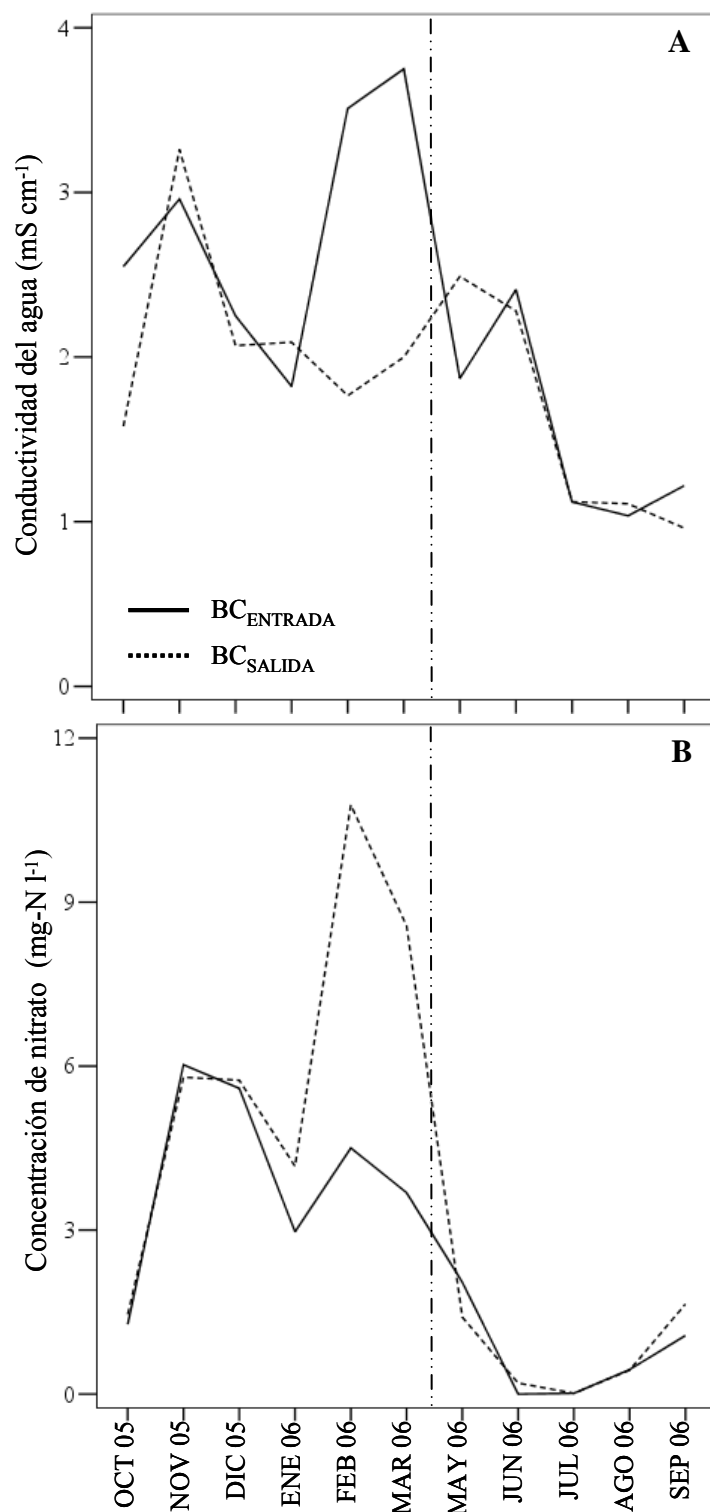 A
4
3
2
1
0
Conductividad del agua (mS cm-1)
BCENTRADA
BCSALIDA
B
12
9
6
3
0
Concentración de nitrato (mg-N l-1)
OCT 05
NOV 05
DIC 05
ENE 06
FEB 06
MAR 06
MAY 06
JUN 06
JUL 06
AGO 06
SEP 06